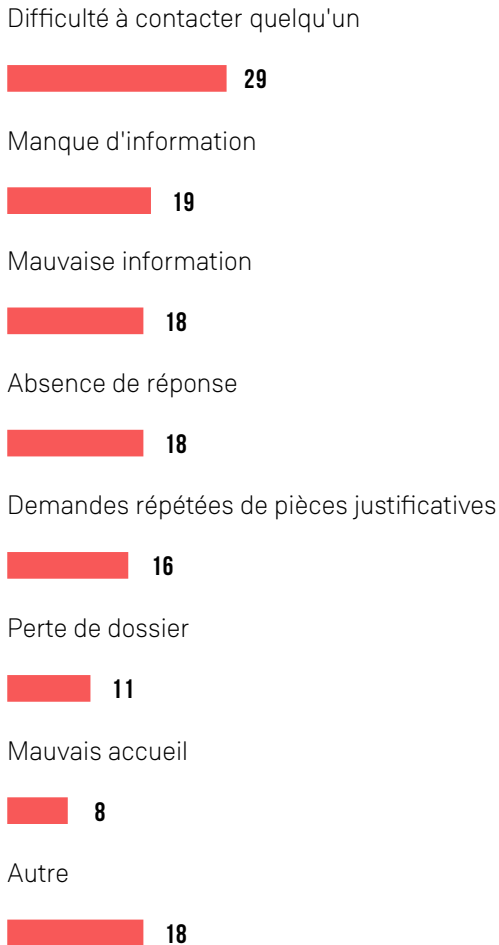 Difficulté à contacter quelqu'un
29
Manque d'information
19
Mauvaise information
18
Absence de réponse
18
Demandes répétées de pièces justificatives
16
Perte de dossier
11
Mauvais accueil
8
Autre
18